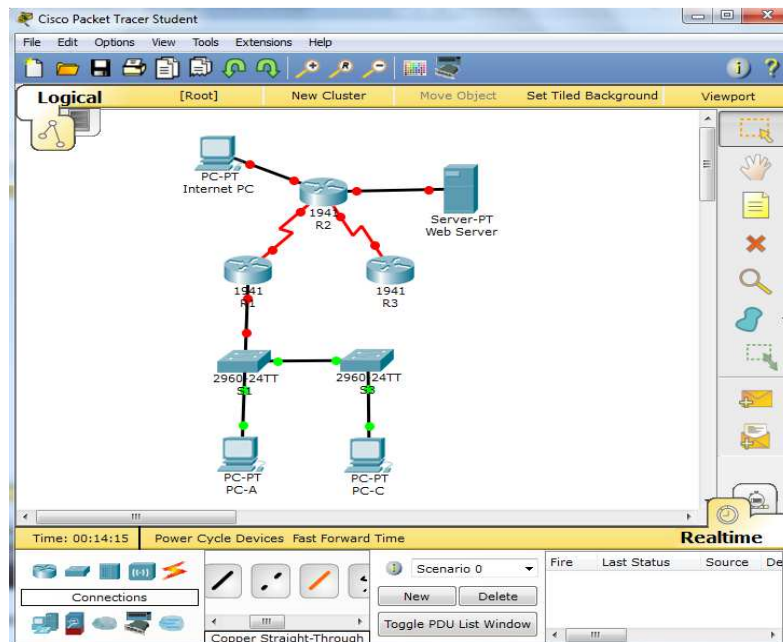 Cisco Packet Tracer Student
File Edit Options View Tools Extensions Help
Logical [Root] New Cluster Move Object Set Tiled Background Viewport
PC-PT
Internet PC
1941
R2
Server-PT
Web Server
1941
R1
1941
R3
2960-24TT
S1
2960-24TT
S3
PC-PT
PC-A
PC-PT
PC-C
Time: 00:14:15 Power Cycle Devices Fast Forward Time Realtime
Connections
Copper Straight-Through
Scenario 0
New Delete
Toggle PDU List Window
Fire Last Status Source De